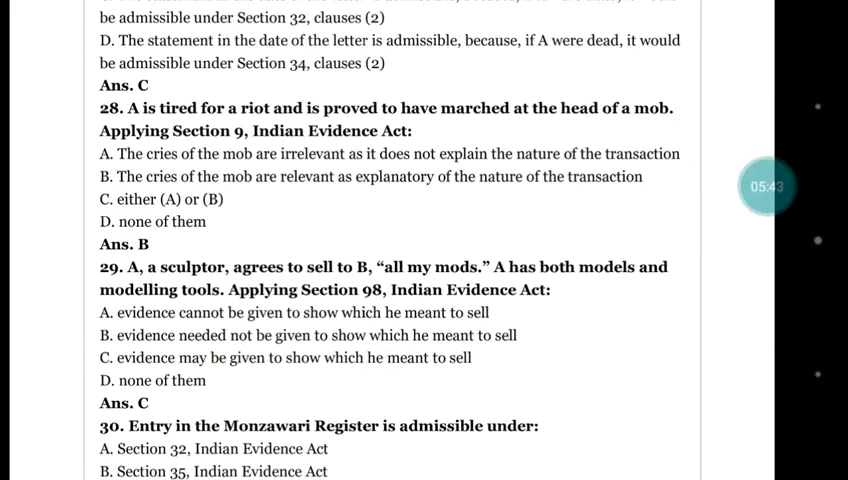 be admissible under Section 32, clauses (2)
D. The statement in the date of the letter is admissible, because, if A were dead, it would
be admissible under Section 34, clauses (2)
Ans. C
28. A is tired for a riot and is proved to have marched at the head of a mob.
Applying Section 9, Indian Evidence Act:
A. The cries of the mob are irrelevant as it does not explain the nature of the transaction
B. The cries of the mob are relevant as explanatory of the nature of the transaction
C. either (A) or (B)
D. none of them
Ans. B
29. A, a sculptor, agrees to sell to B, “all my mods.” A has both models and
modelling tools. Applying Section 98, Indian Evidence Act:
A. evidence cannot be given to show which he meant to sell
B. evidence needed not be given to show which he meant to sell
C. evidence may be given to show which he meant to sell
D. none of them
Ans. C
30. Entry in the Monzawari Register is admissible under:
A. Section 32, Indian Evidence Act
B. Section 35, Indian Evidence Act
05:43